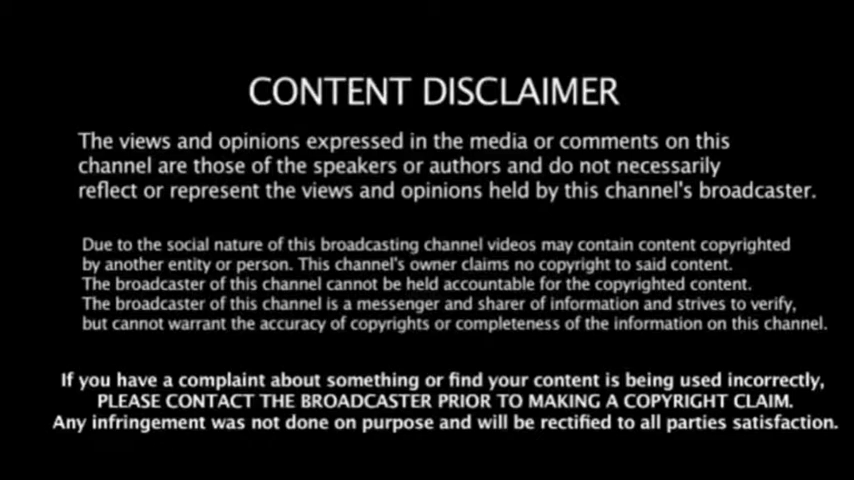 CONTENT DISCLAIMER
The views and opinions expressed in the media or comments on this
channel are those of the speakers or authors and do not necessarily
reflect or represent the views and opinions held by this channel's broadcaster.
Due to the social nature of this broadcasting channel videos may contain content copyrighted
by another entity or person. This channel's owner claims no copyright to said content.
The broadcaster of this channel cannot be held accountable for the copyrighted content.
The broadcaster of this channel is a messenger and sharer of information and strives to verify,
but cannot warrant the accuracy of copyrights or completeness of the information on this channel.
If you have a complaint about something or find your content is being used incorrectly,
PLEASE CONTACT THE BROADCASTER PRIOR TO MAKING A COPYRIGHT CLAIM.
Any infringement was not done on purpose and will be rectified to all parties satisfaction.